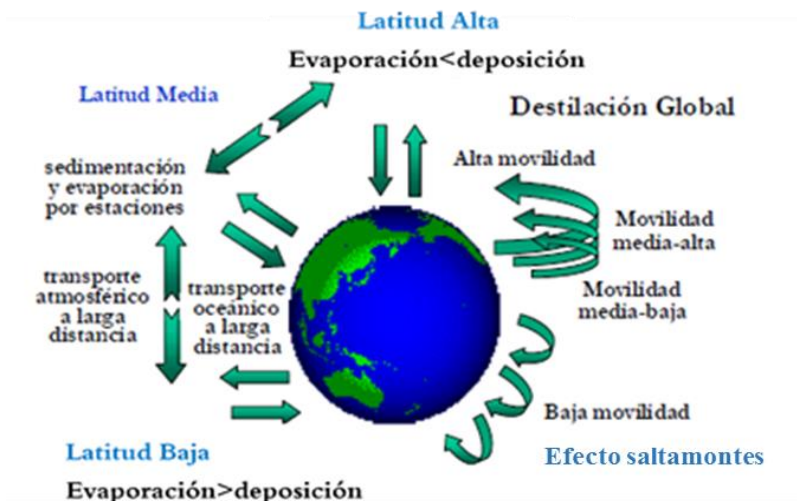 Latitud Alta
Evaporación<deposición
Latitud Media
Destilación Global
sedimentación
y evaporación
por estaciones
Alta movilidad
Movilidad
media-alta
transporte
atmosférico
a larga
distancia
transporte
oceánico
a larga
distancia
Movilidad
media-baja
Baja movilidad
Efecto saltamontes
Latitud Baja
Evaporación>deposición